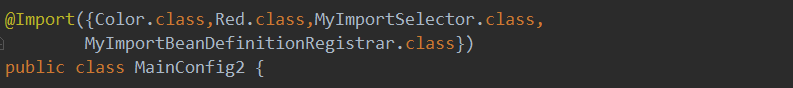 @Import({Color.class,Red.class,MyImportSelector.class,
MyImportBeanDefinitionRegistrar.class})
public class MainConfig2 {